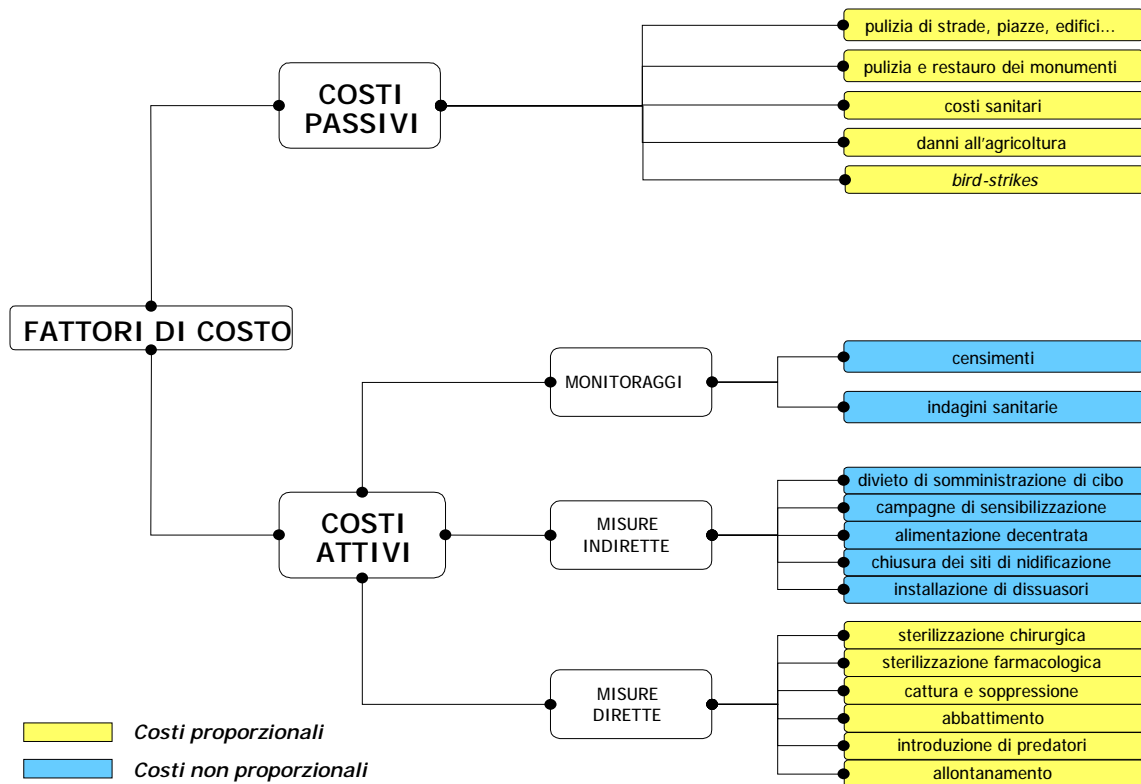 pulizia di strade, piazze, edifici...
COSTI
PASSIVI
pulizia e restauro dei monumenti
costi sanitari
danni all'agricoltura
bird-strikes
FATTORI DI COSTO
MONITORAGGI
censimenti
indagini sanitarie
COSTI
ATTIVI
MISURE
INDIRETTE
divieto di somministrazione di cibo
campagne di sensibilizzazione
alimentazione decentrata
chiusura dei siti di nidificazione
installazione di dissuasori
MISURE
DIRETTE
sterilizzazione chirurgica
sterilizzazione farmacologica
cattura e soppressione
abbattimento
introduzione di predatori
allontanamento
Costi proporzionali
Costi non proporzionali